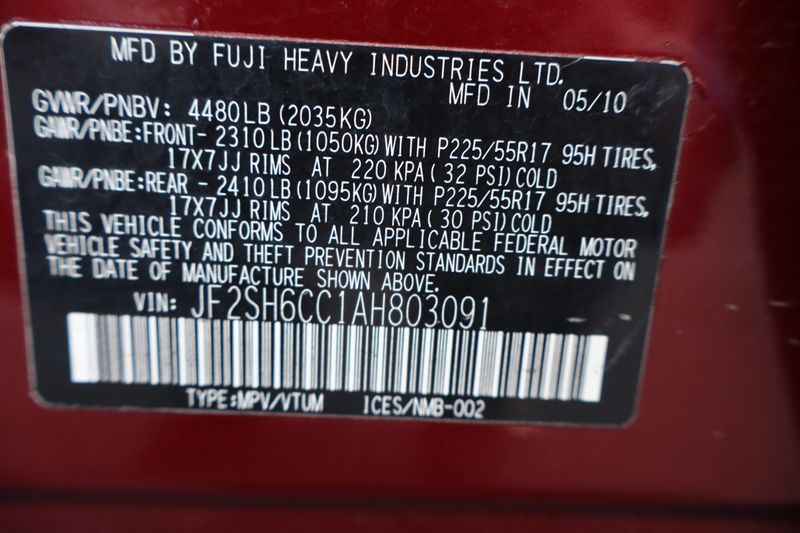 MFD BY FUJI HEAVY INDUSTRIES LTD.
MFD IN 05/10
GVWR/PNBV: 4480LB (2035KG)
GAWR/PNBE:FRONT- 2310LB (1050KG) WITH P225/55R17 95H TIRES,
17X7JJ RIMS AT 220 KPA ( 32 PSI) COLD
GAWR/PNBE:REAR - 2410LB (1095KG) WITH P225/55R17 95H TIRES,
17X7JJ RIMS AT 210 KPA ( 30 PSI) COLD
THIS VEHICLE CONFORMS TO ALL APPLICABLE FEDERAL MOTOR
VEHICLE SAFETY AND THEFT PREVENTION STANDARDS IN EFFECT ON
THE DATE OF MANUFACTURE SHOWN ABOVE.
VIN: JF2SH6CC1AH803091
TYPE:MPV/VTUM ICES/NMB-002